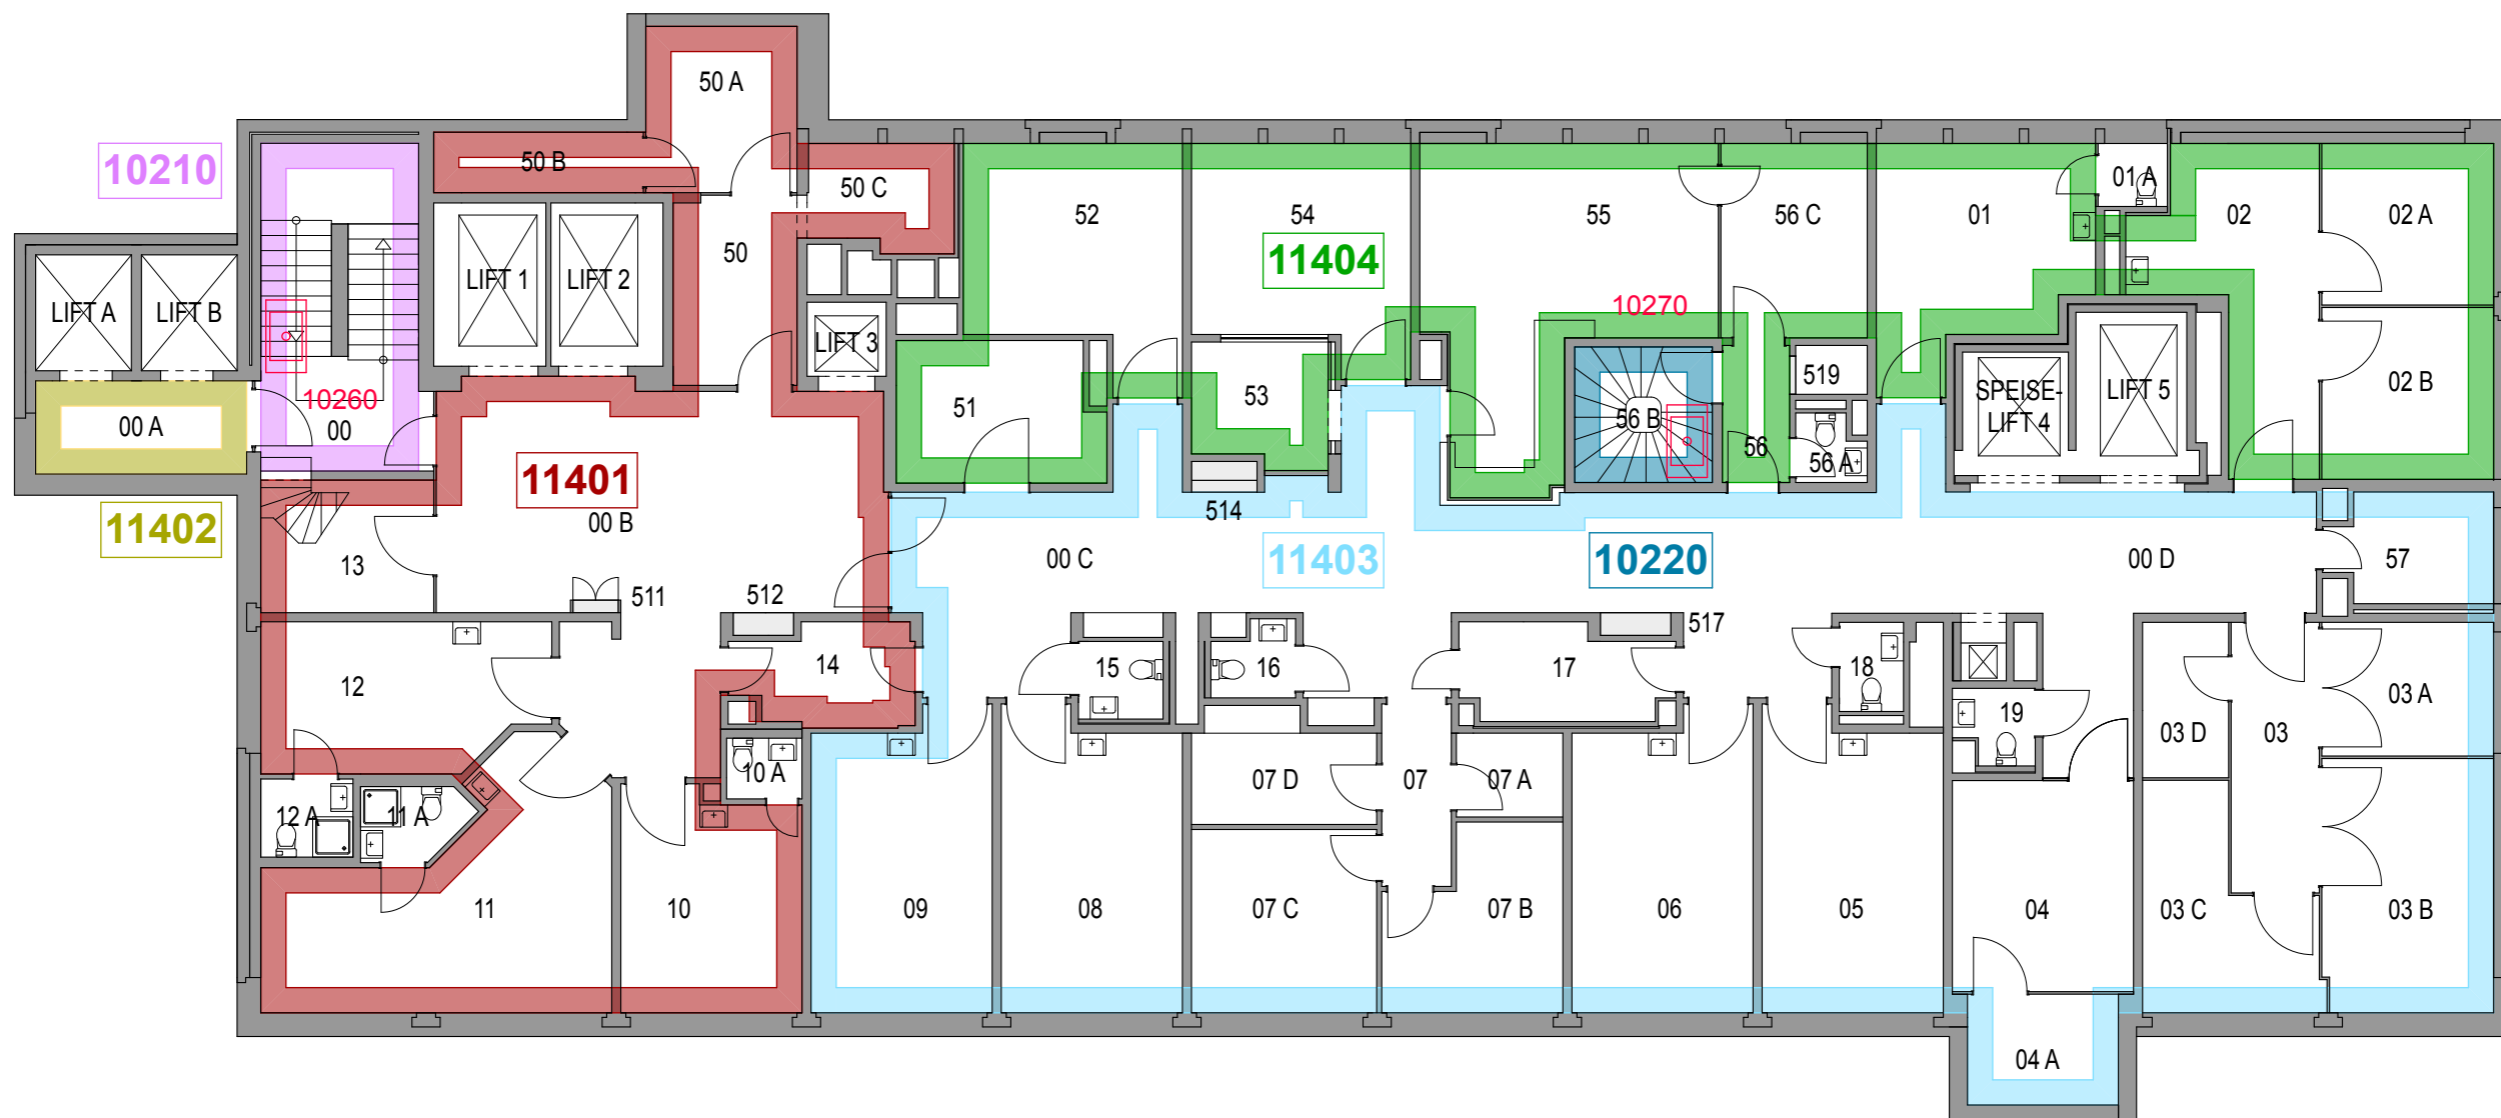 50 A
10210
50 B
50 C
01 A
52
54
55
56 C
01
02
02 A
50
11404
LIFT 1
LIFT 2
LIFT A
LIFT B
10270
LIFT 3
519
SPEISE-
LIFT 4
LIFT 5
02 B
10260
00
00 A
51
53
56 B
56
56 A
11401
11402
00 B
514
00 C
11403
10220
00 D
57
13
511
512
517
12
14
15
16
17
18
19
03 A
03 D
03
10 A
07 D
07
07 A
12 A
11 A
11
10
09
08
07 C
07 B
06
05
04
03 C
03 B
04 A